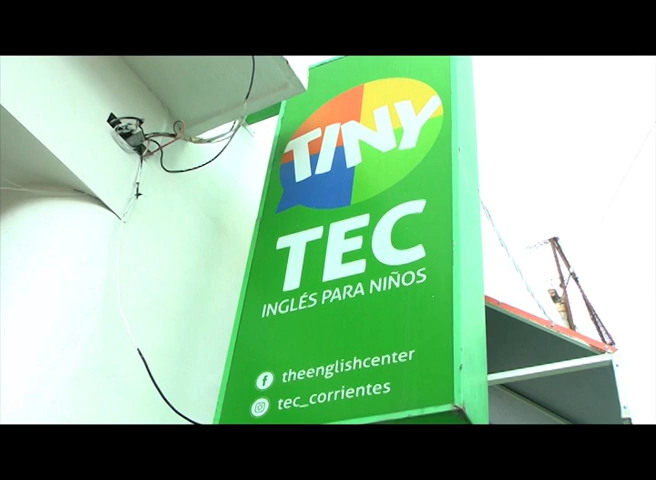 TINY
TEC
INGLÉS PARA NIÑOS
theenglishcenter
tec_corrientes